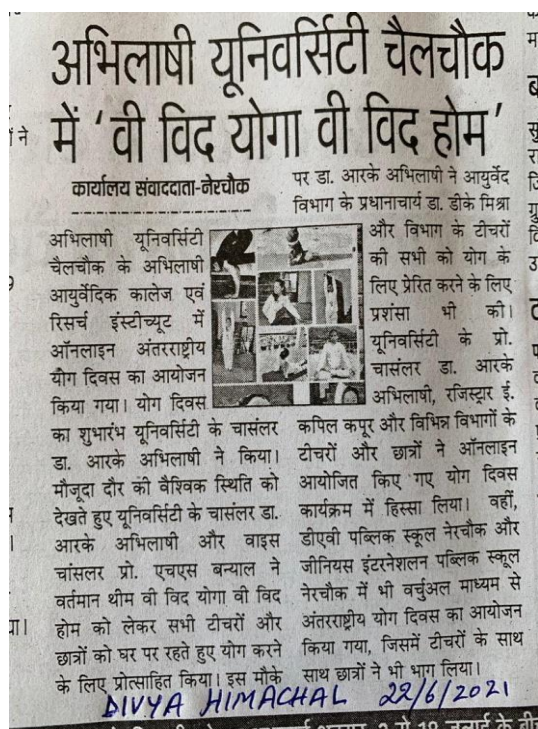 अभिलाषी यूनिवर्सिटी चैलचौक
में ‘वी विद योगा वी विद होम’
कार्यालय संवाददाता-नेरचौक
अभिलाषी यूनिवर्सिटी
चैलचौक के अभिलाषी
आयुर्वेदिक कालेज एवं
रिसर्च इंस्टीच्यूट में
ऑनलाइन अंतरराष्ट्रीय
योग दिवस का आयोजन
किया गया। योग दिवस
का शुभारंभ यूनिवर्सिटी के चासंलर
डा. आरके अभिलाषी ने किया।
मौजूदा दौर की वैश्विक स्थिति को
देखते हुए यूनिवर्सिटी के चासंलर डा.
आरके अभिलाषी और वाइस
चांसलर प्रो. एचएस बन्याल ने
वर्तमान थीम वी विद योगा वी विद
होम को लेकर सभी टीचरों और
छात्रों को घर पर रहते हुए योग करने
के लिए प्रोत्साहित किया। इस मौके
पर डा. आरके अभिलाषी ने आयुर्वेद
विभाग के प्रधानाचार्य डा. डीके मिश्रा
और विभाग के टीचरों
की सभी को योग के
लिए प्रेरित करने के लिए
प्रशंसा भी की।
यूनिवर्सिटी के प्रो.
चासंलर डा. आरके
अभिलाषी, रजिस्ट्रार ई.
कपिल कपूर और विभिन्न विभागों के
टीचरों और छात्रों ने ऑनलाइन
आयोजित किए गए योग दिवस
कार्यक्रम में हिस्सा लिया। वहीं,
डीएवी पब्लिक स्कूल नेरचौक और
जीनियस इंटरनेशलन पब्लिक स्कूल
नेरचौक में भी वर्चुअल माध्यम से
अंतरराष्ट्रीय योग दिवस का आयोजन
किया गया, जिसमें टीचरों के साथ
साथ छात्रों ने भी भाग लिया।
DIVYA HIMACHAL 22/6/2021